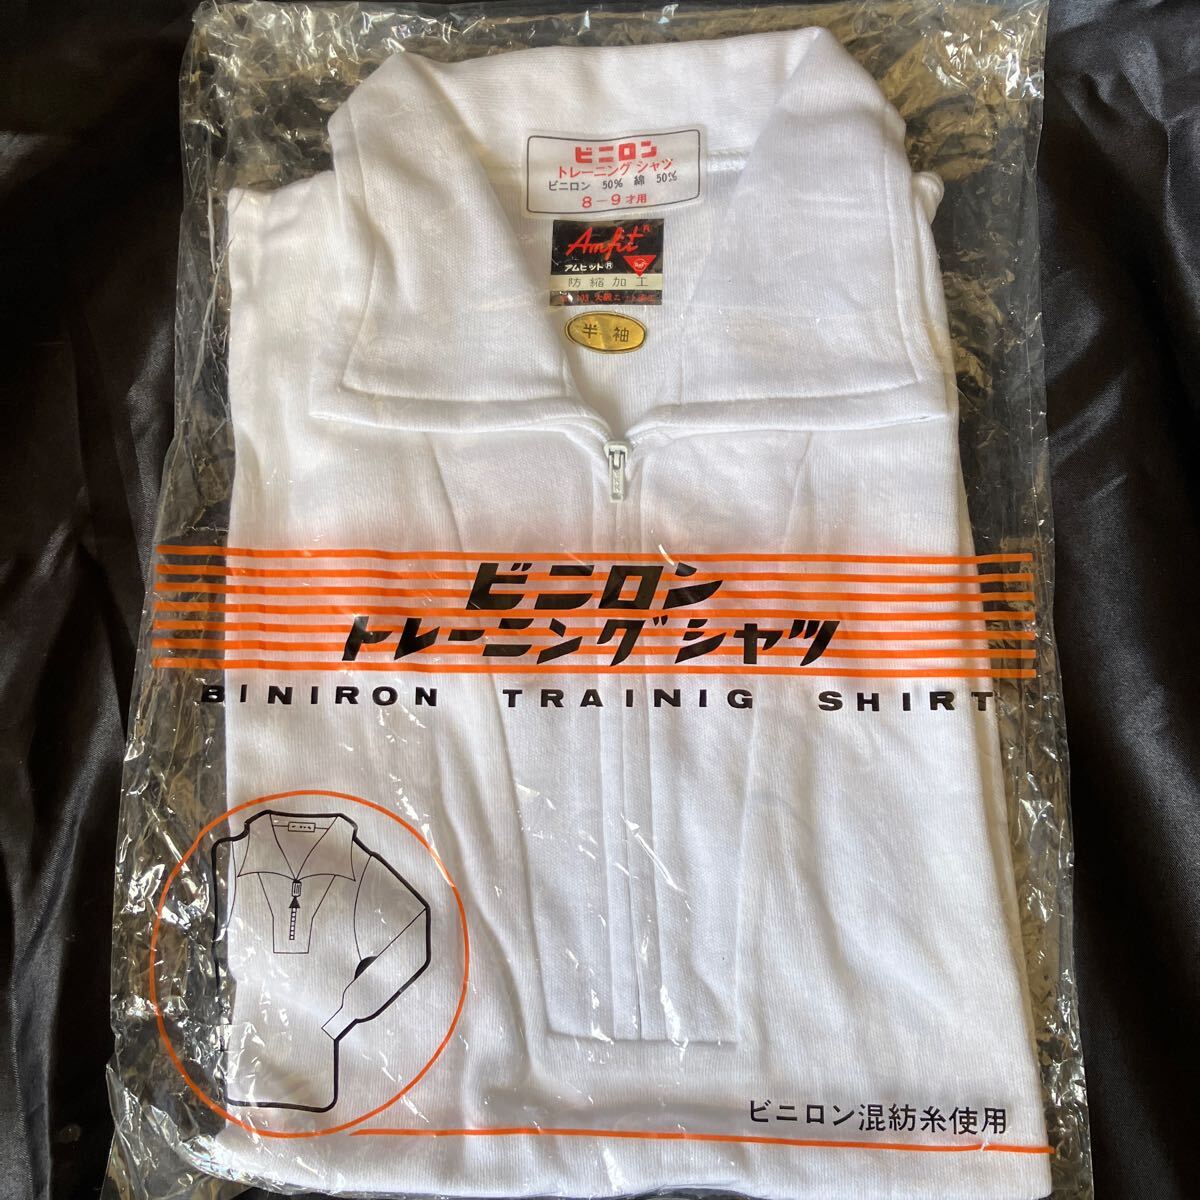 ビニロン
トレーニング シャツ
ビニロン 50% 綿 50%
8-9才用
Amfit®
アムヒット®
防縮加工
半袖
ビニロン
トレーニングシャツ
BINIRON TRAINIG SHIRT
ビニロン混紡糸使用